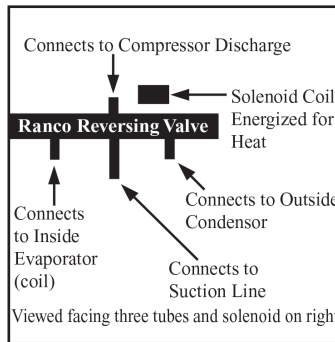 Connects to Compressor Discharge
Solenoid Coil
Energized for
Heat
Ranco Reversing Valve
Connects
to Inside
Evaporator
(coil)
Connects to Outside
Condensor
Connects to
Suction Line
Viewed facing three tubes and solenoid on right